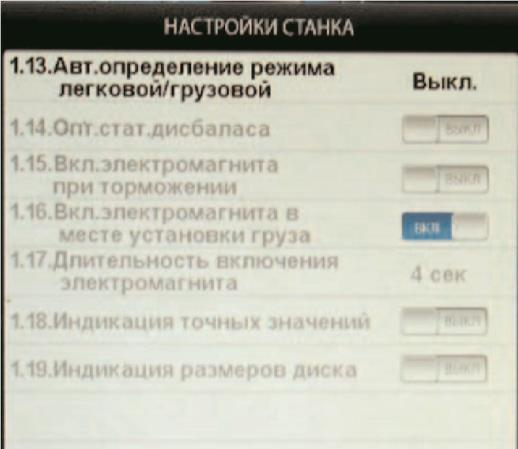 НАСТРОЙКИ СТАНКА
1.13.Авт.определение режима
легковой/грузовой
Выкл.
1.14.Опт.стат.дисбаласа
ВЫКЛ
1.15.Вкл.электромагнита
при торможении
ВЫКЛ
1.16.Вкл.электромагнита в
месте установки груза
ВКЛ
1.17.Длительность включения
электромагнита
4 сек
1.18.Индикация точных значений
ВЫКЛ
1.19.Индикация размеров диска
ВЫКЛ